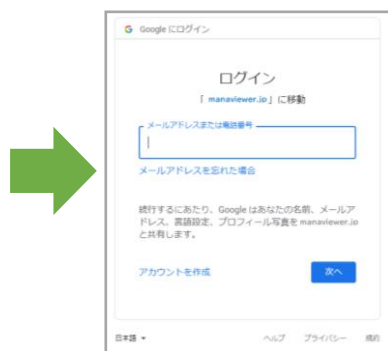 Google にログイン
ログイン
「 manaviewer.jp」に移動
メールアドレスまたは電話番号
メールアドレスを忘れた場合
続行するにあたり、Google はあなたの名前、メールア
ドレス、言語設定、プロフィール写真を manaviewer.jp
と共有します。
アカウントを作成
次へ
日本語
ヘルプ プライバシー 規約